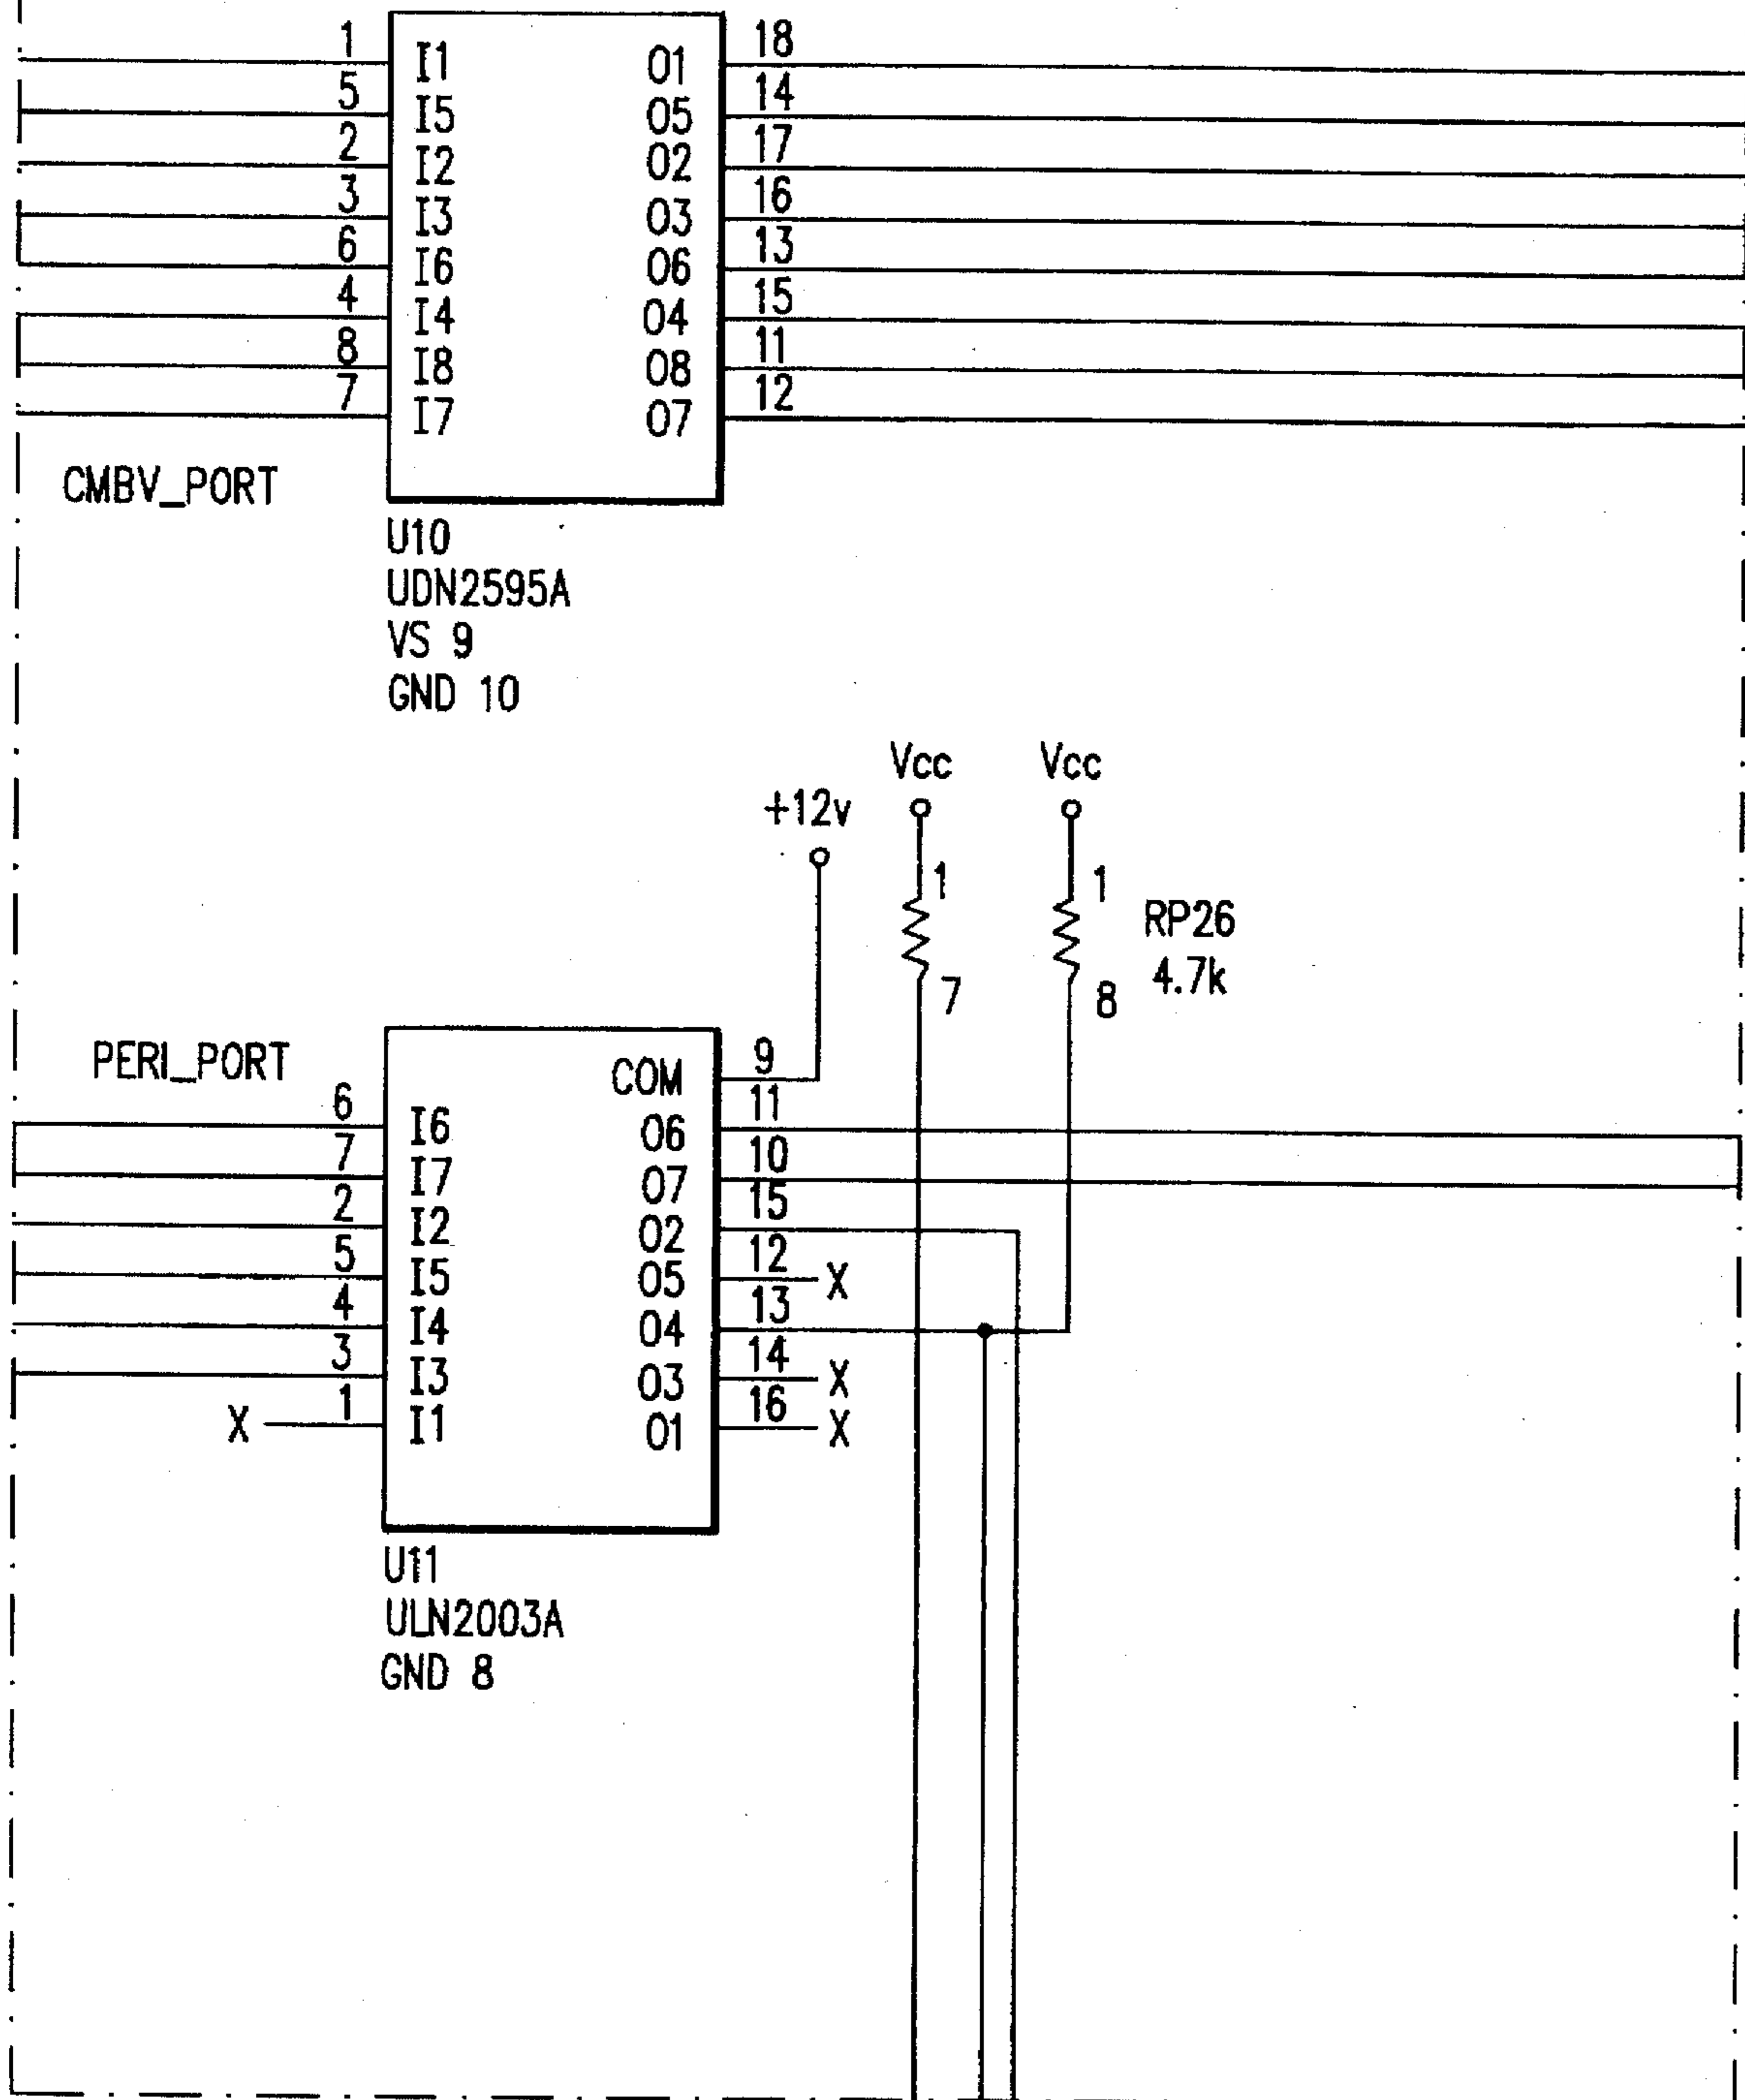 1 I1 O1 18
5 I5 O5 14
2 I2 O2 17
3 I3 O3 16
6 I6 O6 13
4 I4 O4 15
8 I8 O8 11
7 I7 O7 12
CMBV_PORT
U10
UDN2595A
VS 9
GND 10
Vcc Vcc
+12v
1 1 RP26
4.7k
7 8
PERI_PORT
COM 9
6 I6 O6 11
7 I7 O7 10
2 I2 O2 15
5 I5 O5 12 X
4 I4 O4 13
3 I3 O3 14 X
X 1 I1 O1 16 X
U11
ULN2003A
GND 8